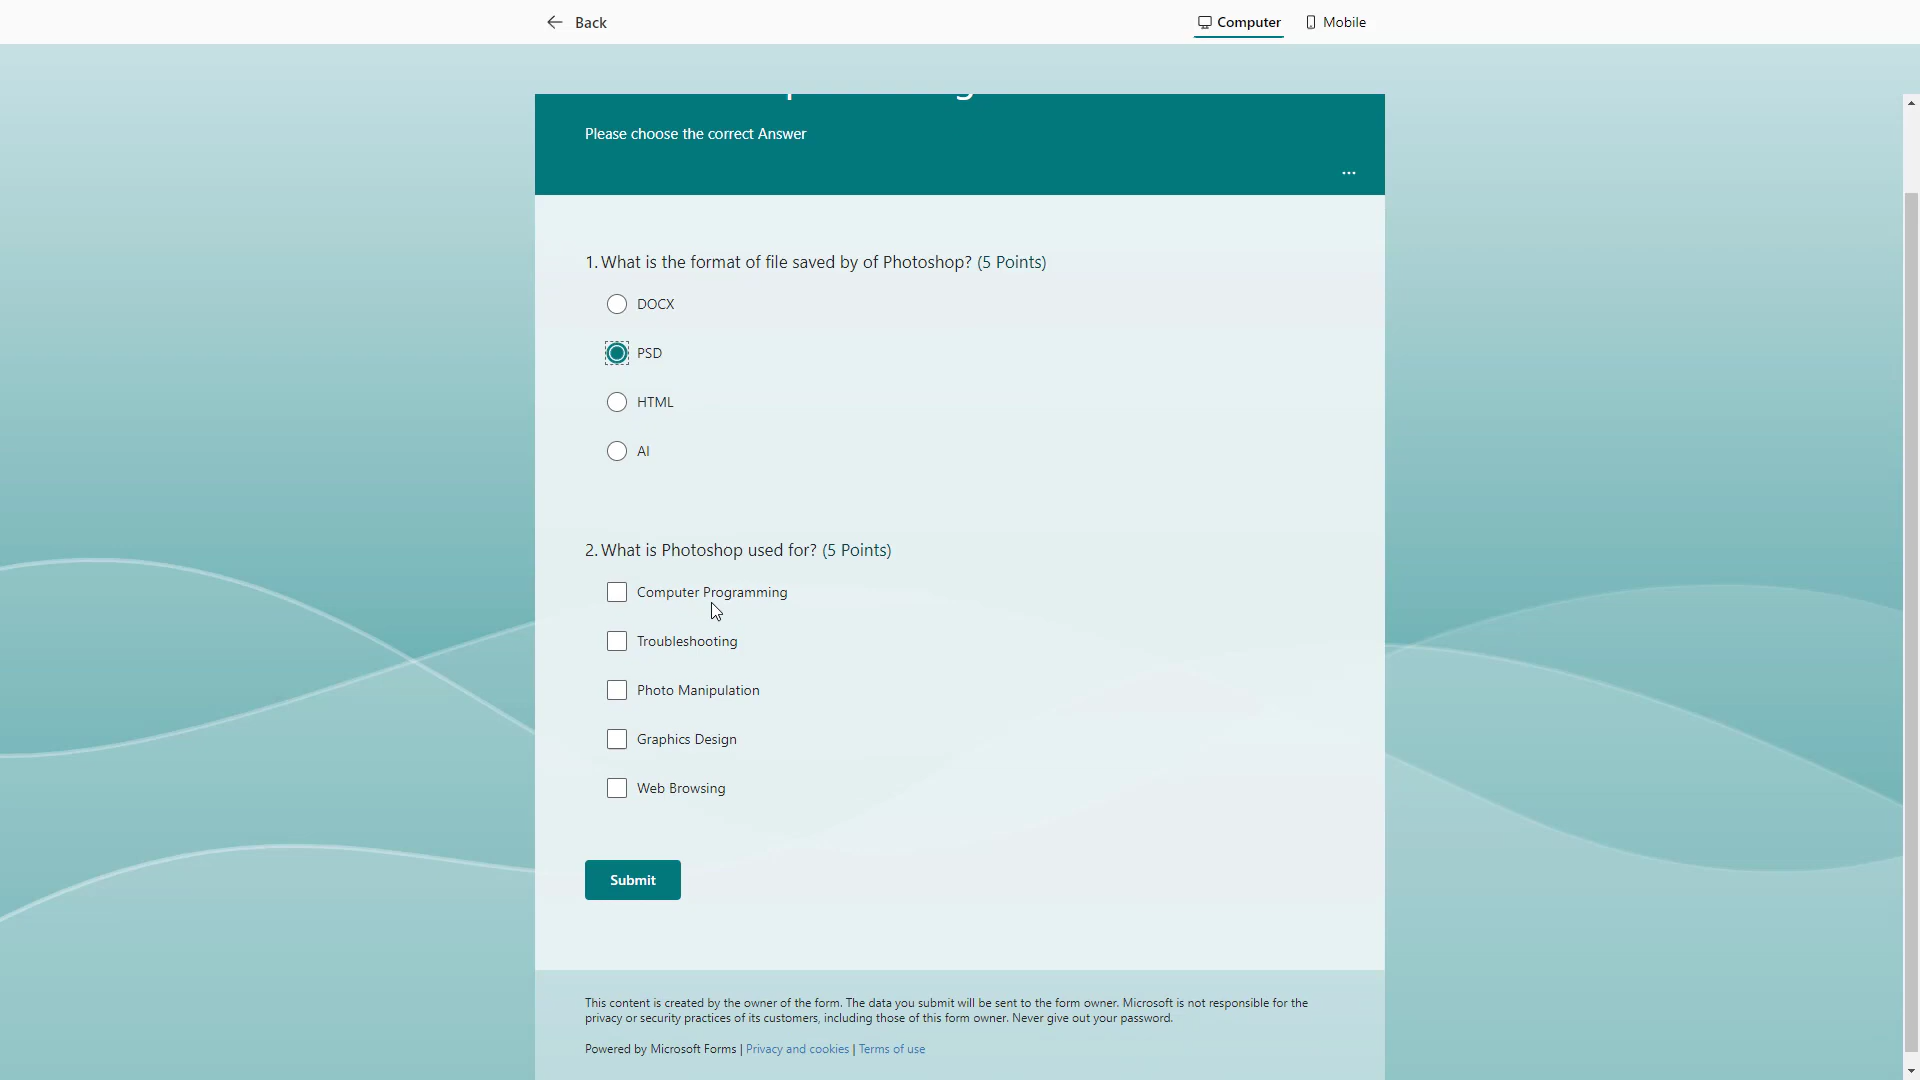 Back
Computer
Mobile
Please choose the correct Answer
...
1. What is the format of file saved by of Photoshop? (5 Points)
DOCX
PSD
HTML
AI
2. What is Photoshop used for? (5 Points)
Computer Programming
Troubleshooting
Photo Manipulation
Graphics Design
Web Browsing
Submit
This content is created by the owner of the form. The data you submit will be sent to the form owner. Microsoft is not responsible for the
privacy or security practices of its customers, including those of this form owner. Never give out your password.
Powered by Microsoft Forms | Privacy and cookies | Terms of use